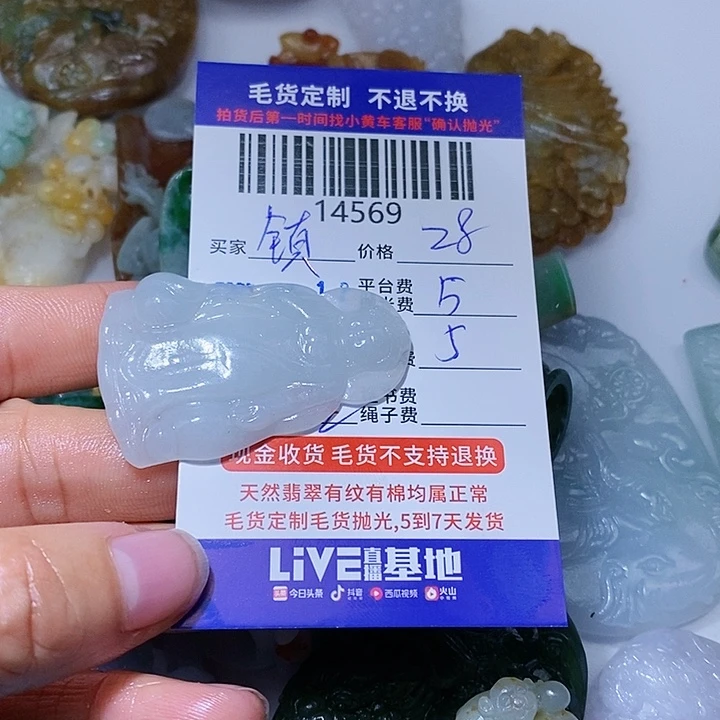 毛货定制 不退不换
拍货后第一时间找小黄车客服"确认抛光"
14569
买家 镇 价格 28
平台费 5
光费
费 5
书费
绳子费
现金收货 毛货不支持退换
天然翡翠有纹有棉均属正常
毛货定制毛货抛光,5到7天发货
LiVE直播基地
今日头条 抖音 西瓜视频 火山